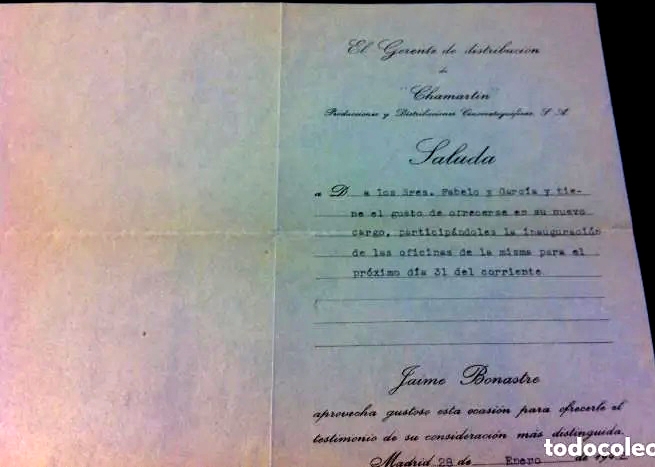 El Gerente de distribución
de
"Chamartín"
Producciones y Distribuciones Cinematográficas, S. A.
Saluda
a D a los Sres. Pabelo y García y tie-
ne el gusto de ofrecerse en su nuevo
cargo, participándoles la inauguración
de las oficinas de la misma para el
próximo día 31 del corriente
Jaime Bonastre
aprovecha gustoso esta ocasión para ofrecerle el
testimonio de su consideración más distinguida.
Madrid 28 de Enero de
todocolec